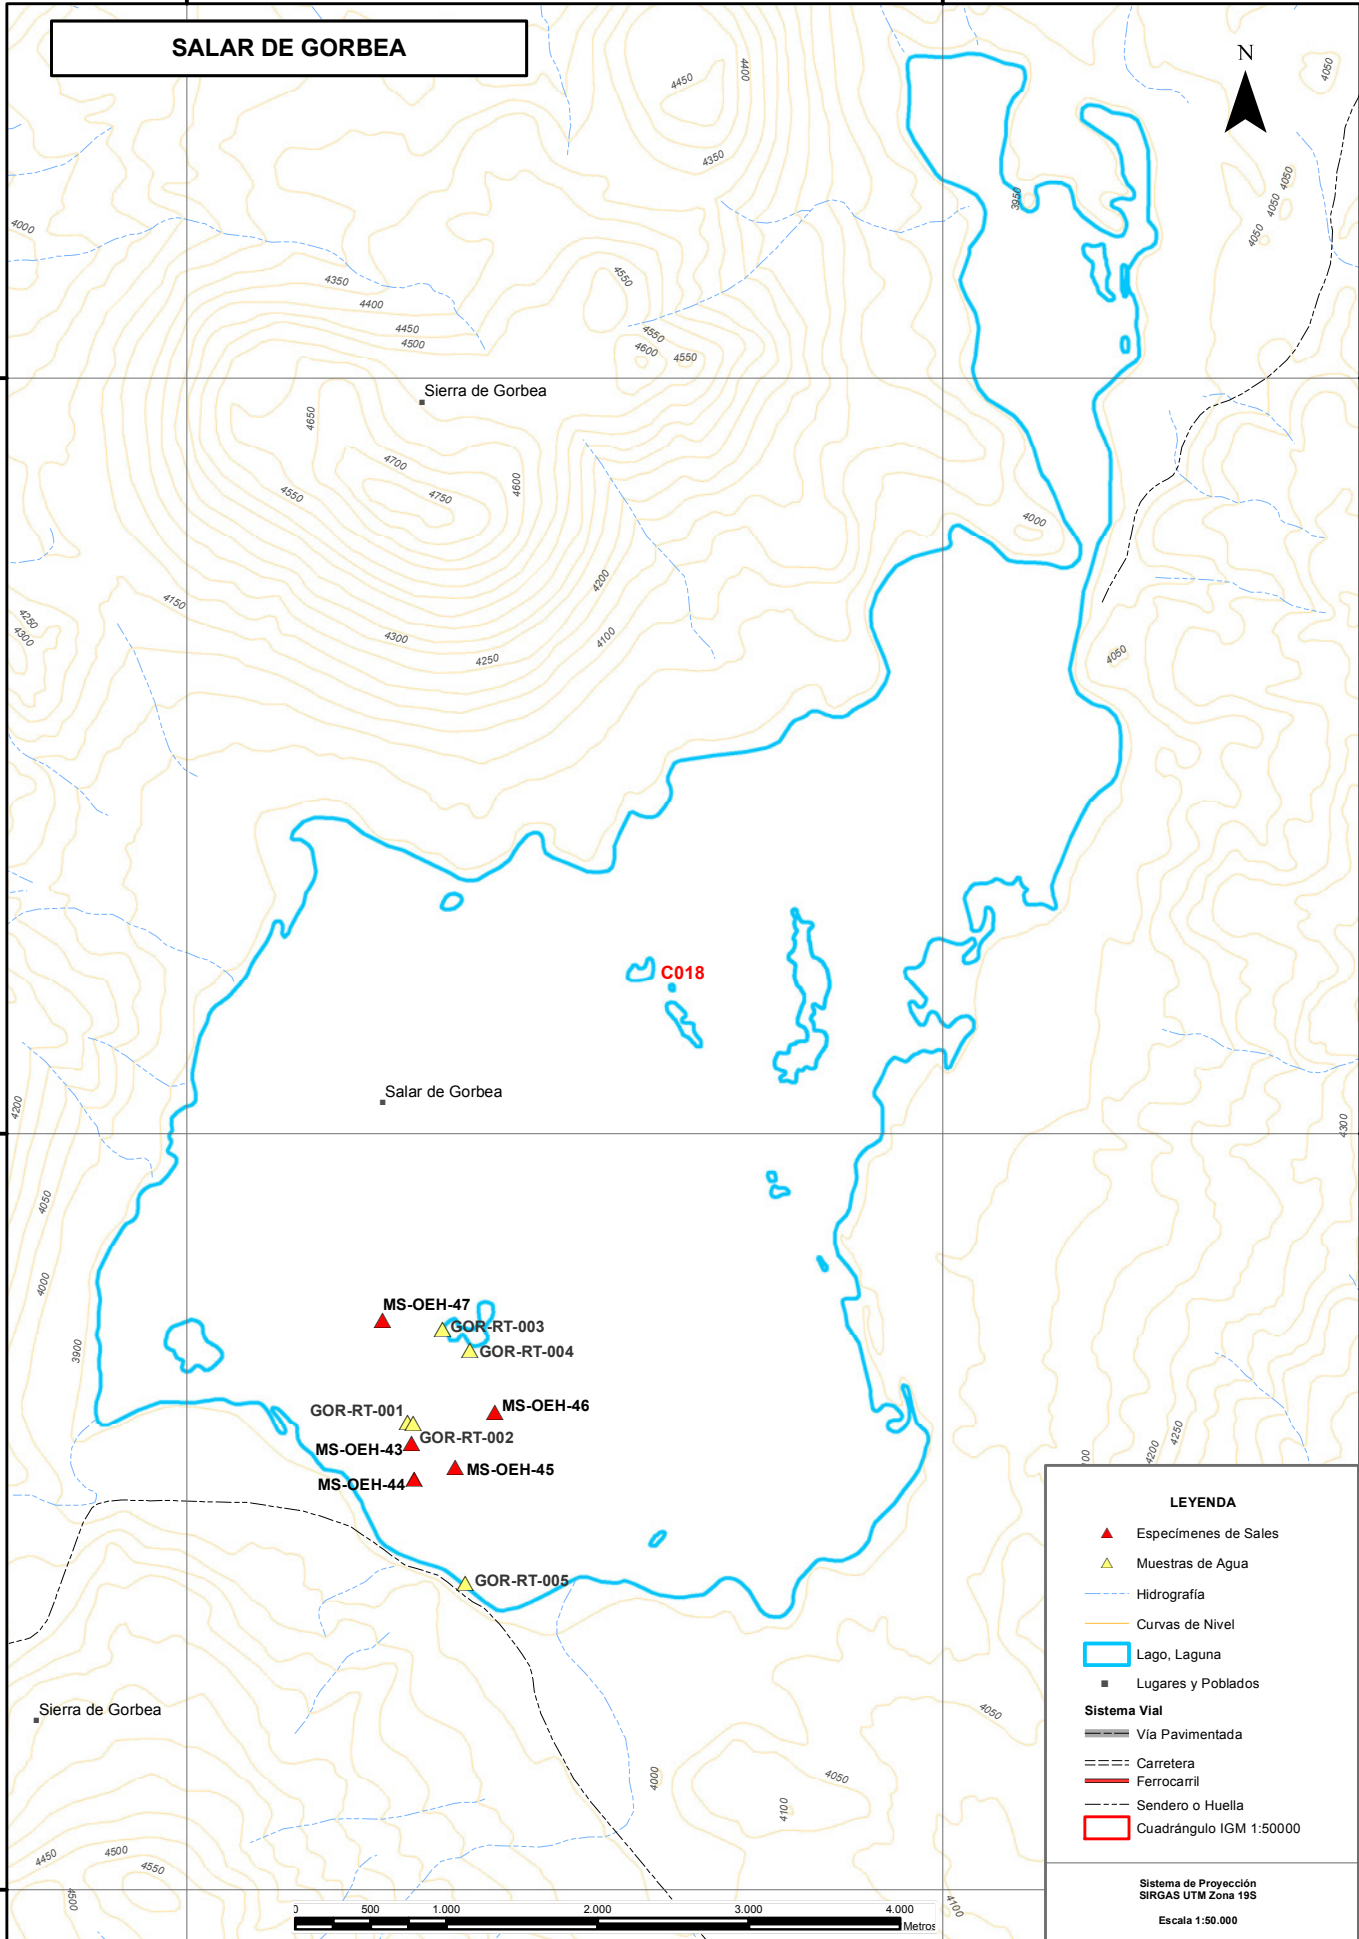 SALAR DE GORBEA
N
4450
4400
4350
4050
4000
3950
4050
4050
4050
4350
4400
4450
4500
4550
4550
4600
4550
Sierra de Gorbea
4650
4700
4750
4550
4600
4000
4200
4150
4250
4300
4300
4250
4100
4050
C018
Salar de Gorbea
4200
4300
4050
4000
3900
MS-OEH-47
GOR-RT-003
GOR-RT-004
MS-OEH-46
GOR-RT-001
GOR-RT-002
MS-OEH-43
MS-OEH-45
MS-OEH-44
GOR-RT-005
4250
4200
Sierra de Gorbea
4050
4000
4050
4100
4450
4500
4550
4500
4100
0 500 1.000 2.000 3.000 4.000
Metros
LEYENDA
Especímenes de Sales
Muestras de Agua
Hidrografía
Curvas de Nivel
Lago, Laguna
Lugares y Poblados
Sistema Vial
Vía Pavimentada
Carretera
Ferrocarril
Sendero o Huella
Cuadrángulo IGM 1:50000
Sistema de Proyección
SIRGAS UTM Zona 19S
Escala 1:50.000